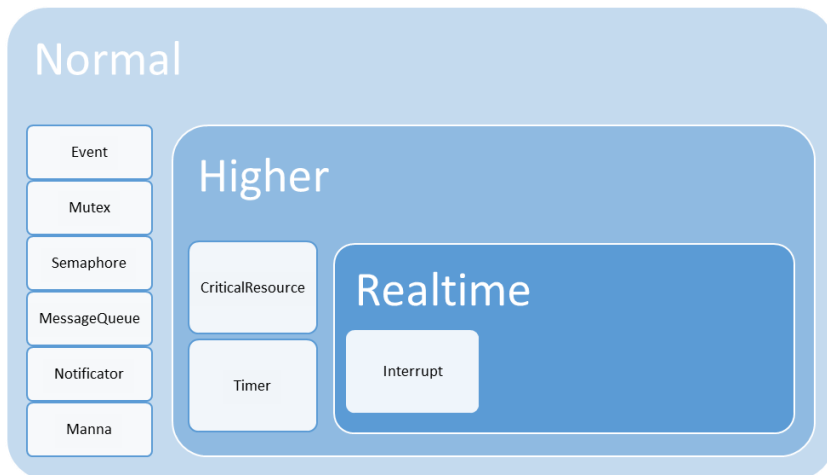 Normal
Event
Mutex
Semaphore
MessageQueue
Notificator
Manna
Higher
CriticalResource
Timer
Realtime
Interrupt